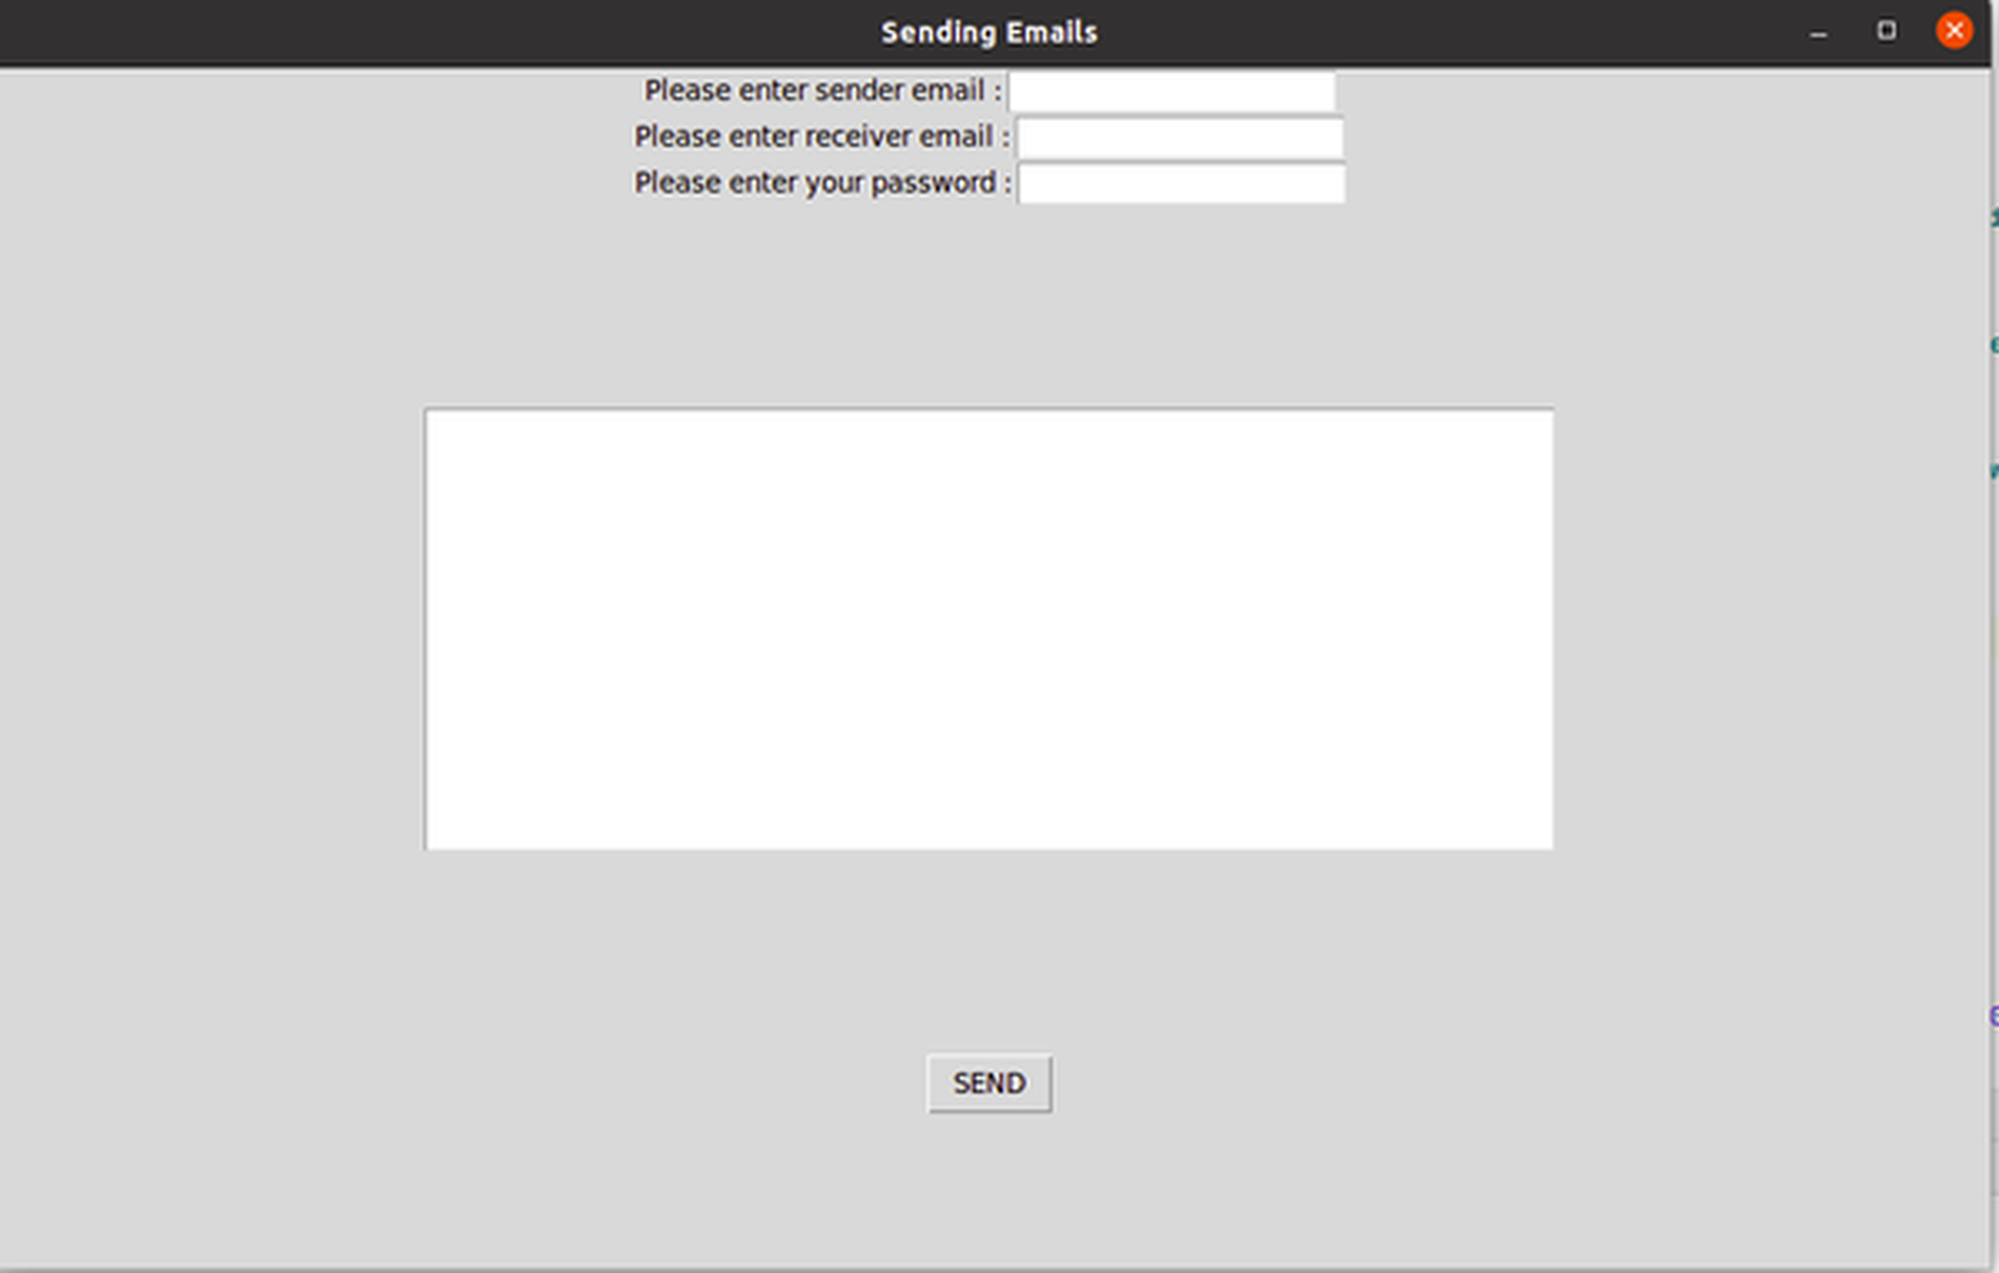 Sending Emails
Please enter sender email :
Please enter receiver email :
Please enter your password :
SEND